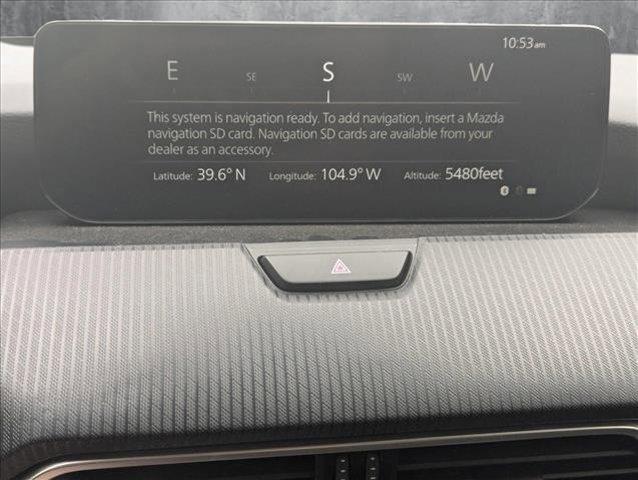 10:53am
E SE S SW W
This system is navigation ready. To add navigation, insert a Mazda
navigation SD card. Navigation SD cards are available from your
dealer as an accessory.
Latitude: 39.6° N Longitude: 104.9° W Altitude: 5480feet